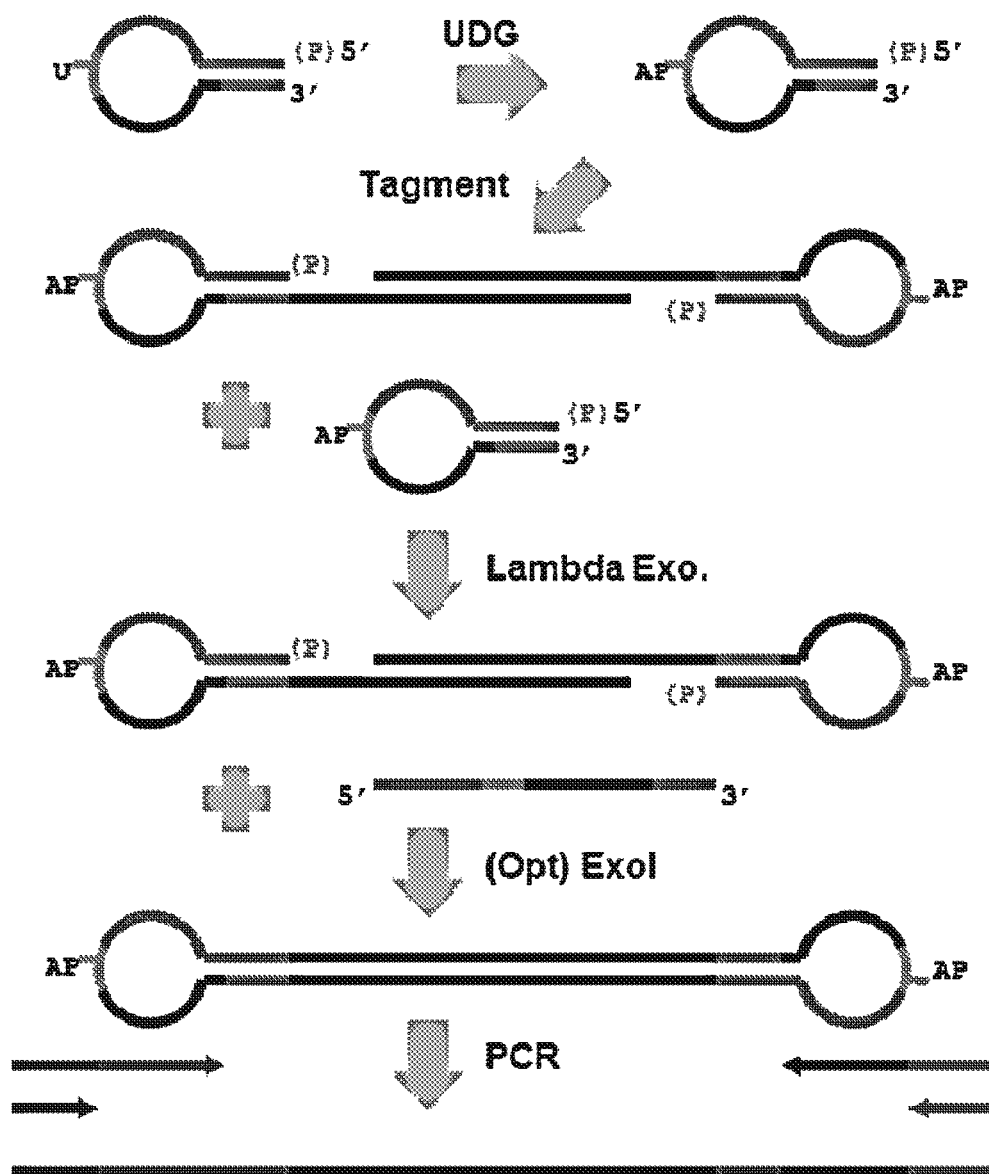 UDG
U
(P) 5′
3′
AP
(P) 5′
3′
Tagment
AP
(P)
(P)
AP
AP
(P) 5′
3′
Lambda Exo.
AP
(P)
(P)
AP
5′
3′
(Opt) ExoI
AP
AP
PCR